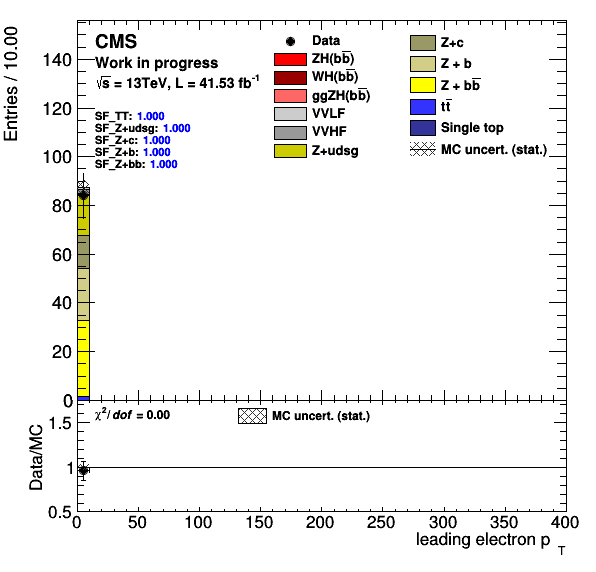 Entries / 10.00
CMS
Work in progress
√s = 13TeV, L = 41.53 fb⁻¹
SF_TT: 1.000
SF_Z+udsg: 1.000
SF_Z+c: 1.000
SF_Z+b: 1.000
SF_Z+bb: 1.000
Data
ZH(bb̅)
WH(bb̅)
ggZH(bb̅)
VVLF
VVHF
Z+udsg
Z+c
Z + b
Z + bb̅
tt̅
Single top
MC uncert. (stat.)
140
120
100
80
60
40
20
0
χ²/dof = 0.00
MC uncert. (stat.)
Data/MC
1.5
1
0.5
0 50 100 150 200 250 300 350 400
leading electron p_T